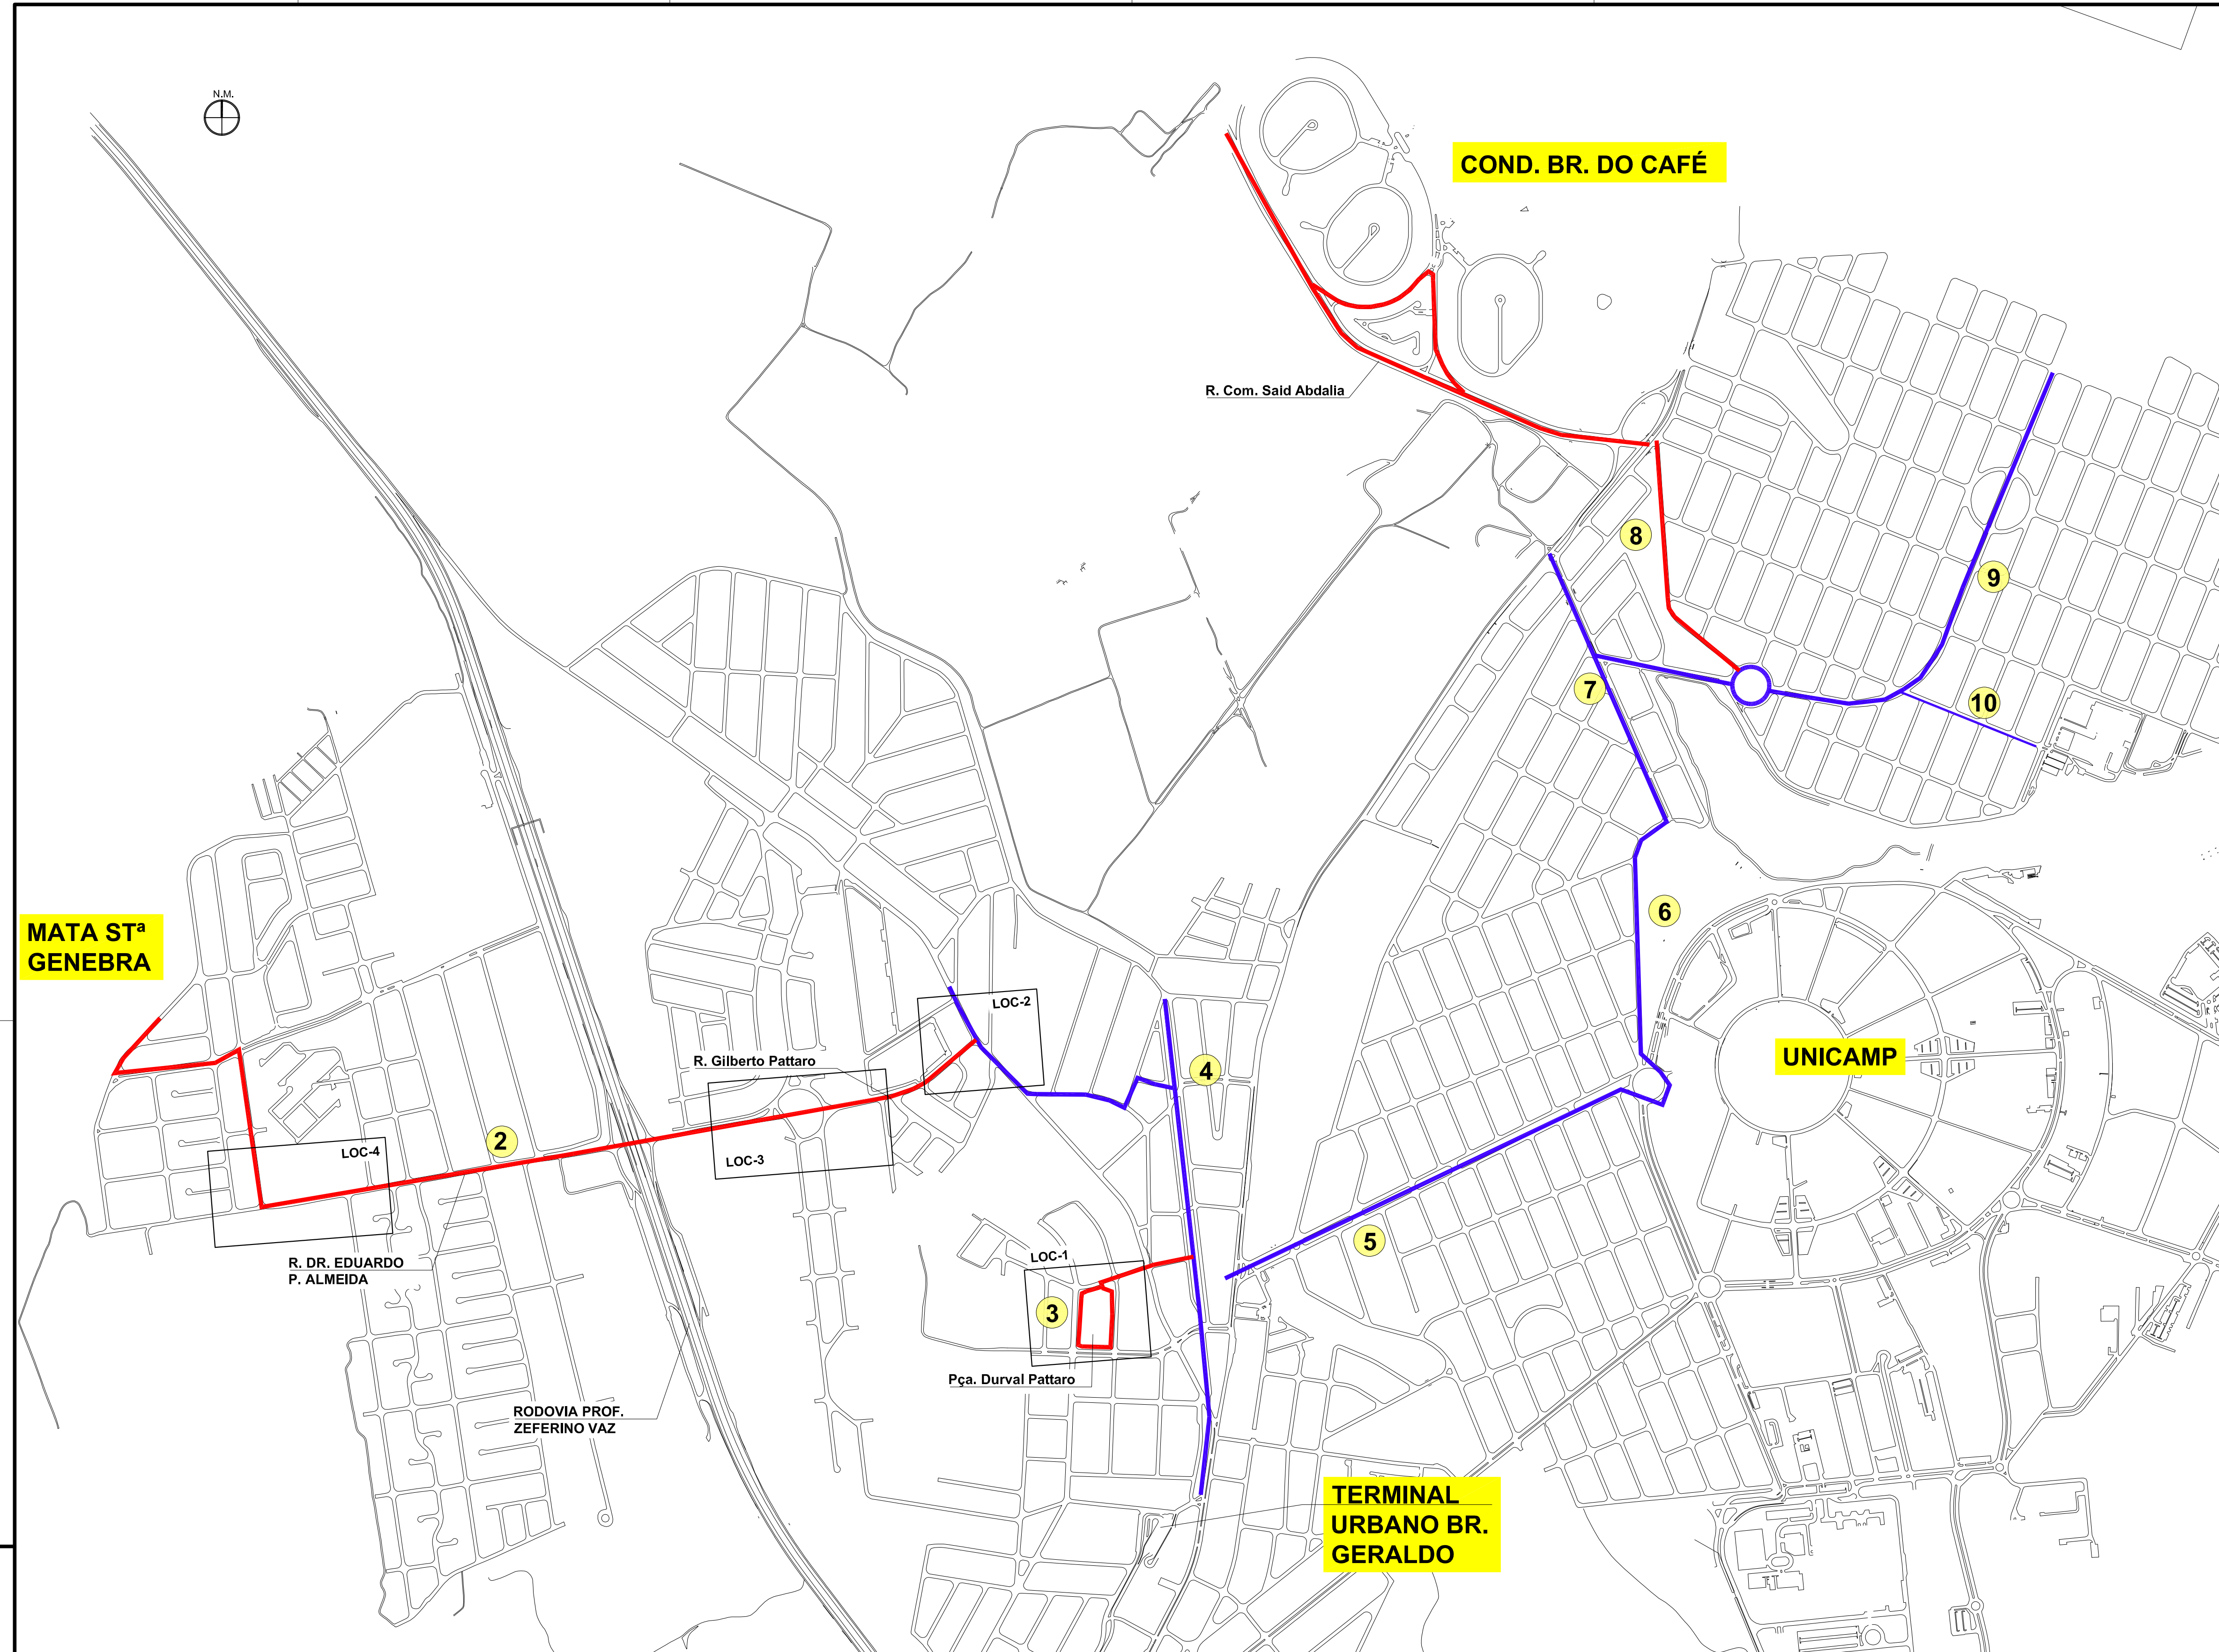 N.M.
COND. BR. DO CAFÉ
R. Com. Said Abdalia
8
9
7
10
6
MATA STª
GENEBRA
LOC-2
R. Gilberto Pattaro
4
UNICAMP
2
LOC-4
LOC-3
5
R. DR. EDUARDO
P. ALMEIDA
LOC-1
3
Pça. Durval Pattaro
RODOVIA PROF.
ZEFERINO VAZ
TERMINAL
URBANO BR.
GERALDO